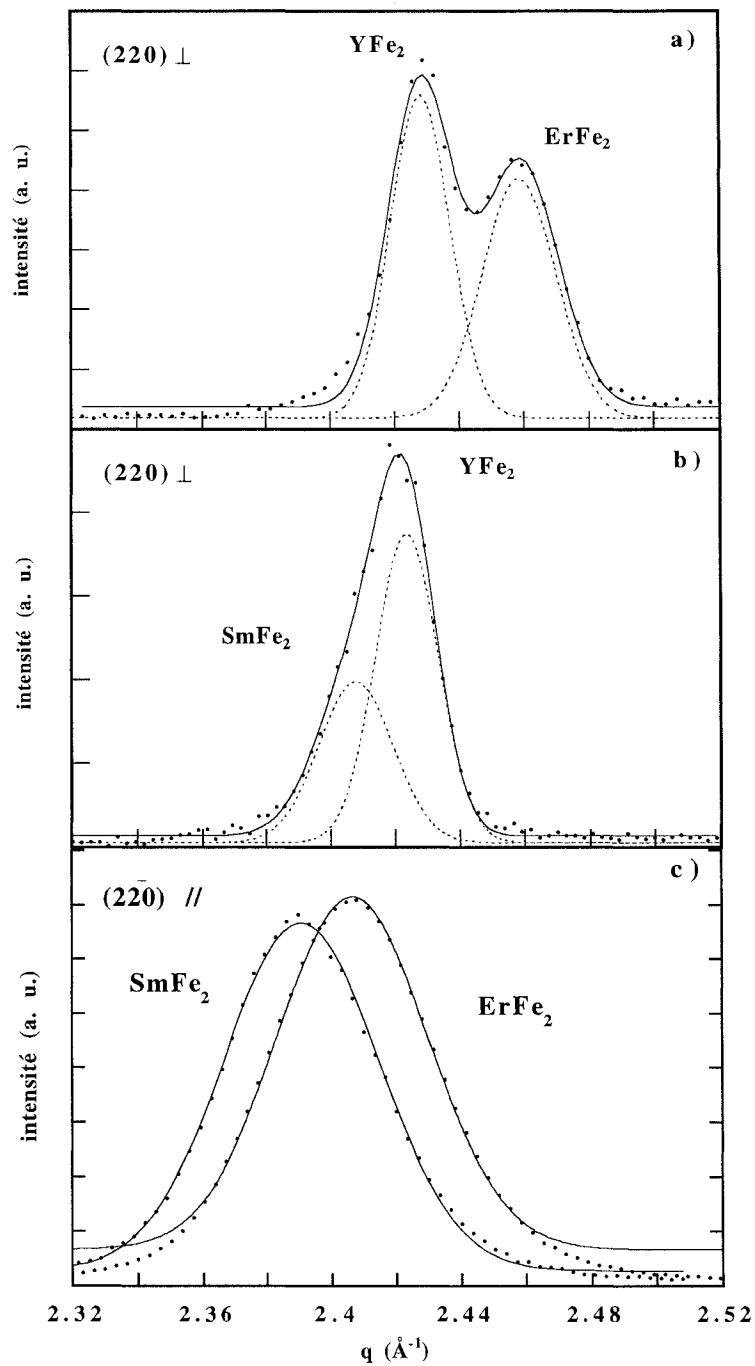 (220) ⊥
YFe₂
a)
ErFe₂
intensité (a. u.)
(220) ⊥
YFe₂
b)
SmFe₂
intensité (a. u.)
(22̄0) //
c)
SmFe₂
ErFe₂
intensité (a. u.)
2.32 2.36 2.4 2.44 2.48 2.52
q (Å⁻¹)